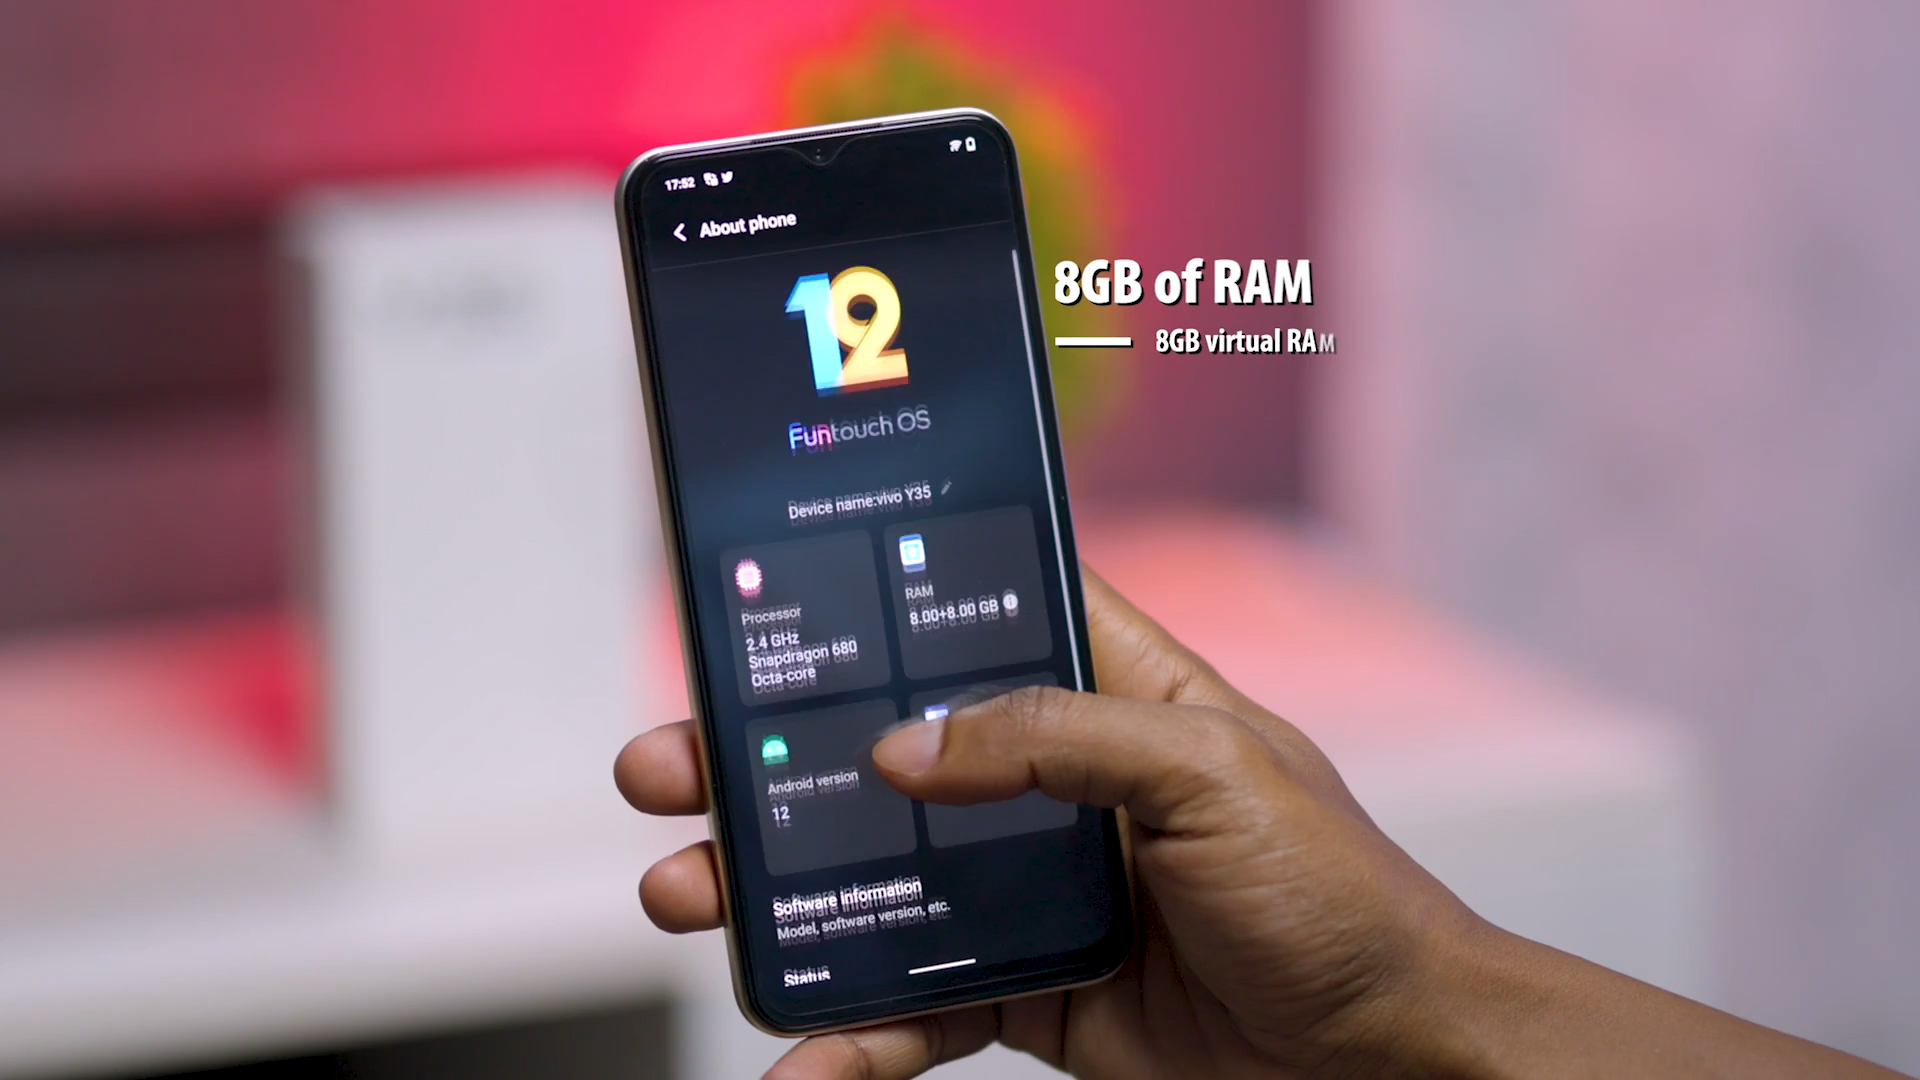 17:52
About phone
12
Funtouch OS
Device name:vivo Y35
Processor
2.4 GHz
Snapdragon 680
Octa-core
RAM
8.00+8.00 GB
Android version
12
Software information
Model, software version, etc.
Status
8GB of RAM
8GB virtual RAM